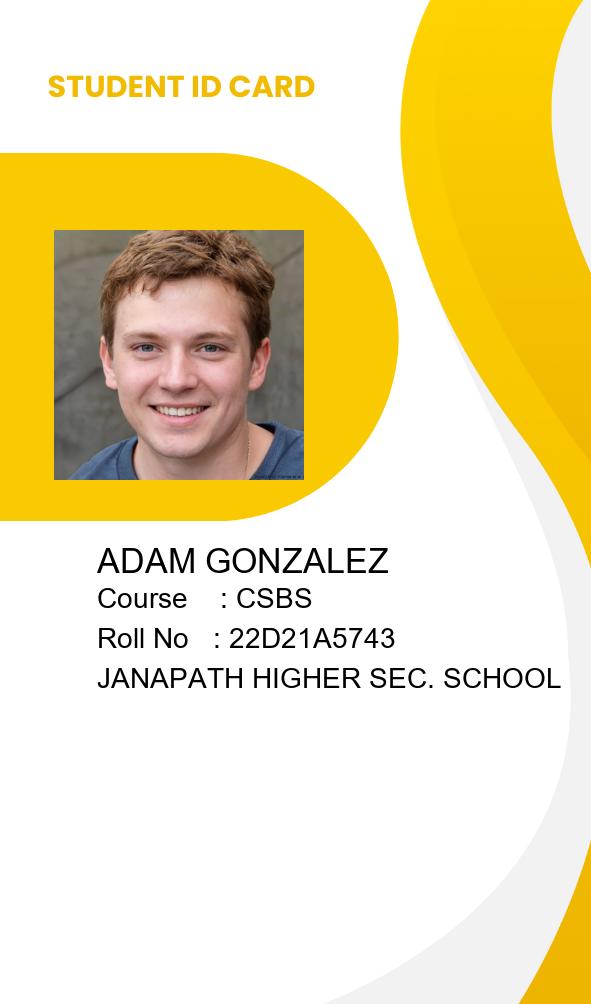 STUDENT ID CARD
ADAM GONZALEZ
Course : CSBS
Roll No : 22D21A5743
JANAPATH HIGHER SEC. SCHOOL